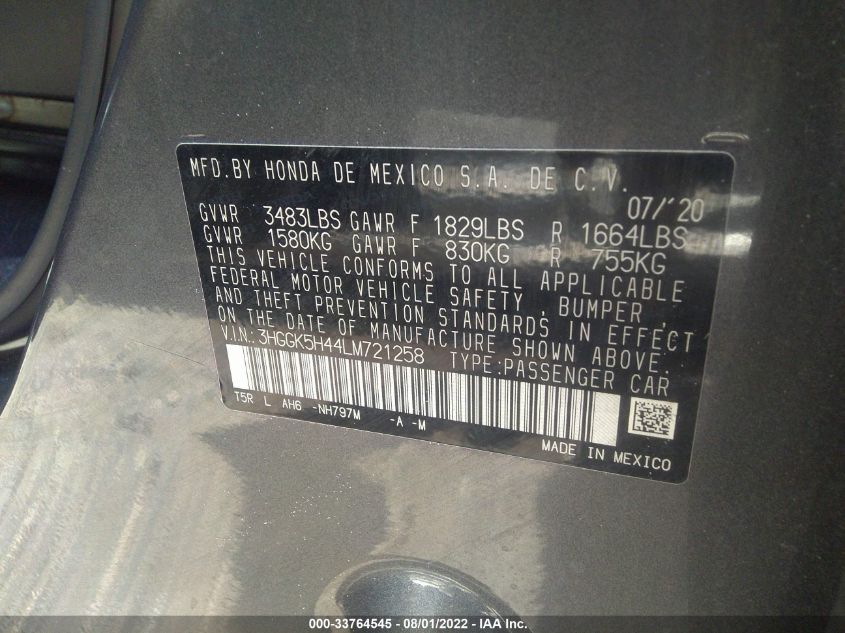 MFD.BY HONDA DE MEXICO S.A. DE C.V.
07/'20
GVWR 3483LBS GAWR F 1829LBS R 1664LBS
GVWR 1580KG GAWR F 830KG R 755KG
THIS VEHICLE CONFORMS TO ALL APPLICABLE
FEDERAL MOTOR VEHICLE SAFETY , BUMPER ,
AND THEFT PREVENTION STANDARDS IN EFFECT
ON THE DATE OF MANUFACTURE SHOWN ABOVE.
V.I.N.: 3HGGK5H44LM721258 TYPE:PASSENGER CAR
T5R L AH6 -NH797M -A -M
MADE IN MEXICO
000-33764545 - 08/01/2022 - IAA Inc.